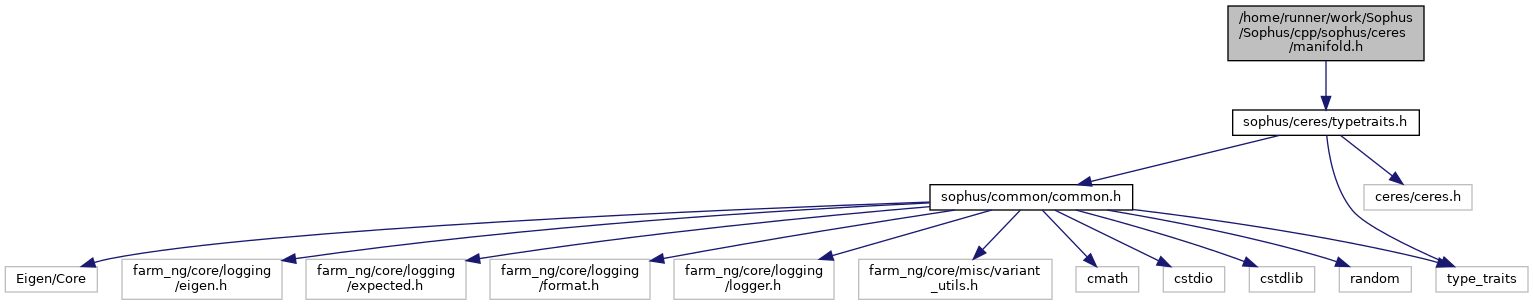 /home/runner/work/Sophus
/Sophus/cpp/sophus/ceres
/manifold.h
sophus/ceres/typetraits.h
sophus/common/common.h
ceres/ceres.h
Eigen/Core
farm_ng/core/logging
/eigen.h
farm_ng/core/logging
/expected.h
farm_ng/core/logging
/format.h
farm_ng/core/logging
/logger.h
farm_ng/core/misc/variant
_utils.h
cmath
cstdio
cstdlib
random
type_traits